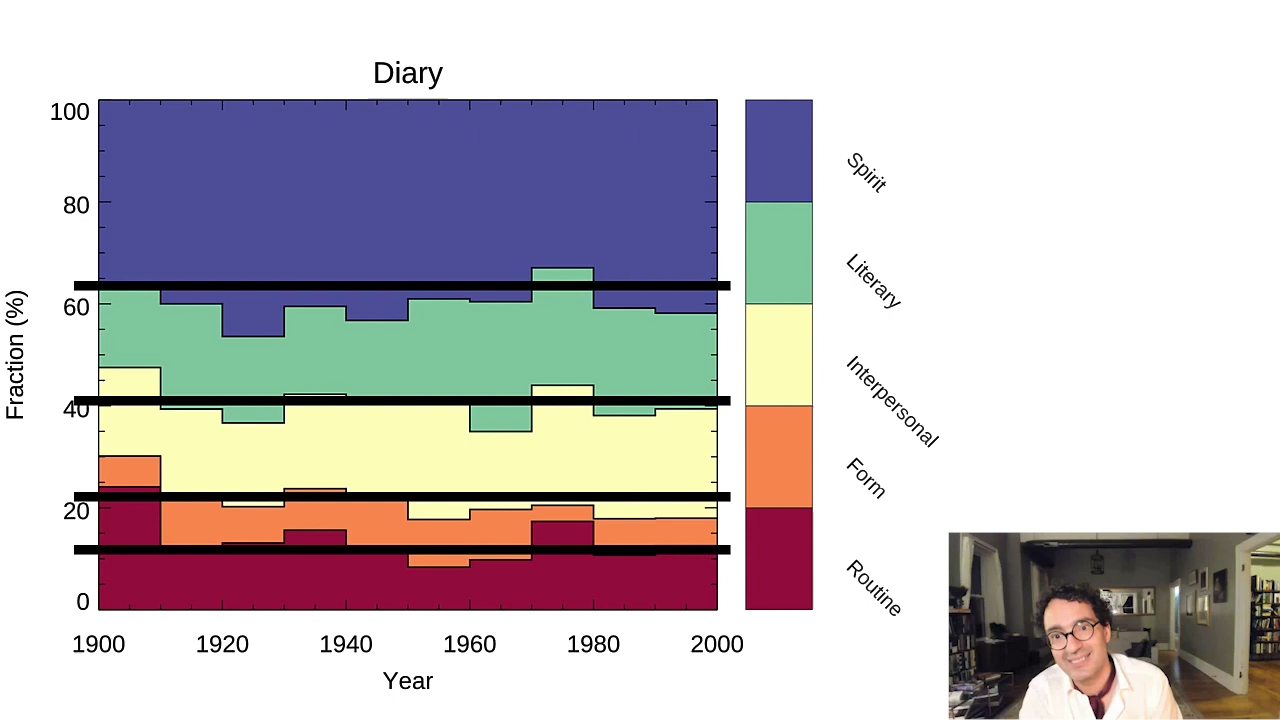 Diary
100
80
60
40
20
0
Fraction (%)
1900 1920 1940 1960 1980 2000
Year
Spirit
Literary
Interpersonal
Form
Routine